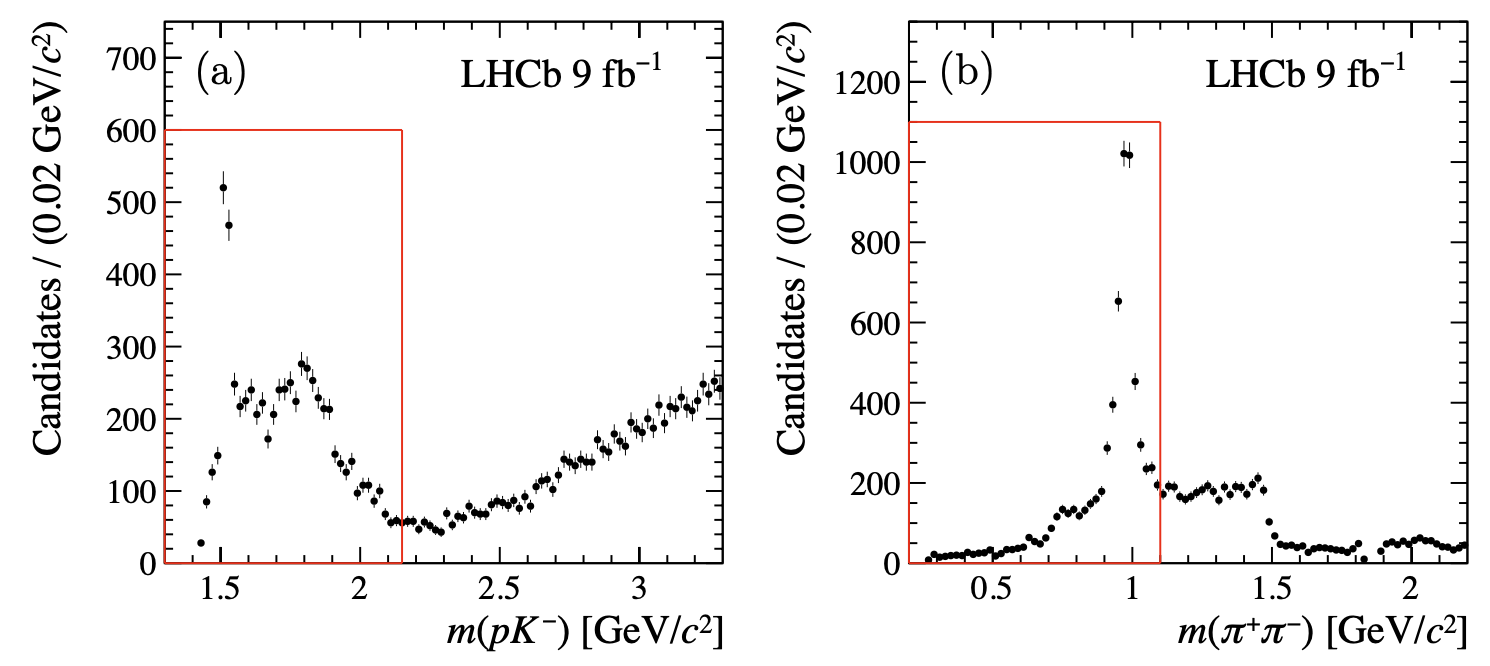 Candidates / (0.02 GeV/c²)
(a)
LHCb 9 fb⁻¹
700
600
500
400
300
200
100
0
1.5 2 2.5 3
m(pK⁻) [GeV/c²]
Candidates / (0.02 GeV/c²)
(b)
LHCb 9 fb⁻¹
1200
1000
800
600
400
200
0
0.5 1 1.5 2
m(π⁺π⁻) [GeV/c²]